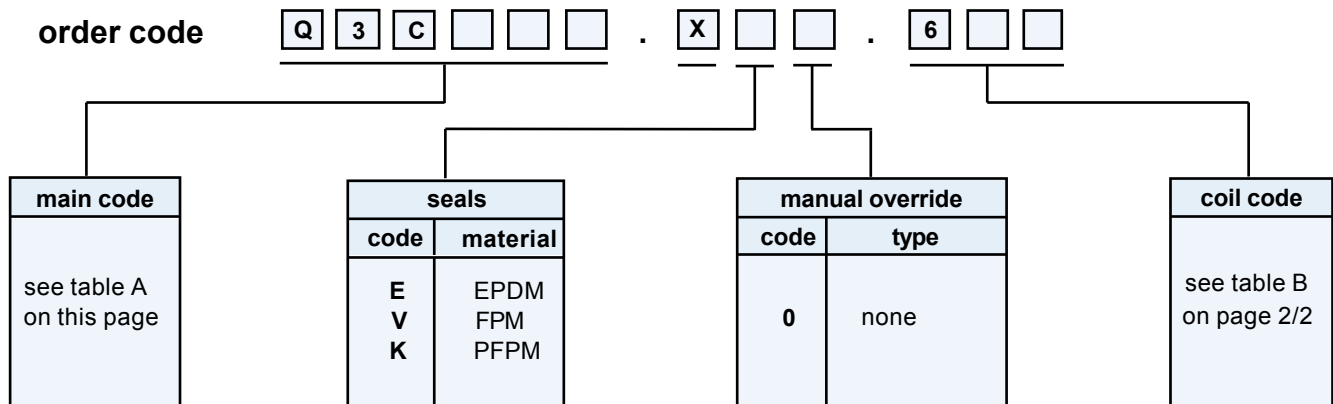 order code Q 3 C . X . 6
main code
see table A
on this page
seals
code material
E EPDM
V FPM
K PFPM
manual override
code type
0 none
coil code
see table B
on page 2/2